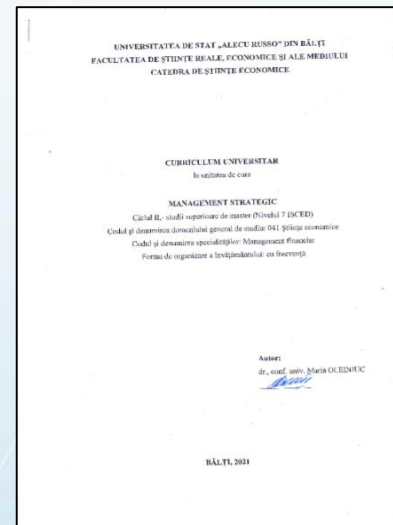 UNIVERSITATEA DE STAT „ALECU RUSSO” DIN BĂLȚI
FACULTATEA DE ȘTIINȚE REALE, ECONOMICE ȘI ALE MEDIULUI
CATEDRA DE ȘTIINȚE ECONOMICE
CURRICULUM UNIVERSITAR
la unitatea de curs
MANAGEMENT STRATEGIC
Ciclul II,- studii superioare de master (Nivelul 7 ISCED)
Codul și denumirea domeniului general de studiu: 041 Științe economice
Codul și denumirea specialităților: Management financiar
Forma de organizare a învățământului: cu frecvență
Autor:
dr., conf. univ. Maria OLEINIUC
BĂLȚI, 2021